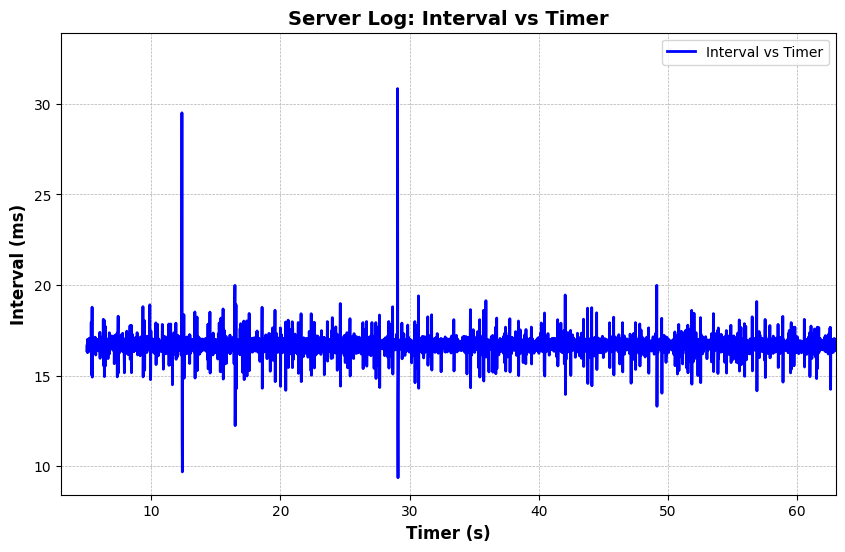 Server Log: Interval vs Timer
Interval vs Timer
Interval (ms)
30
25
20
15
10
10 20 30 40 50 60
Timer (s)